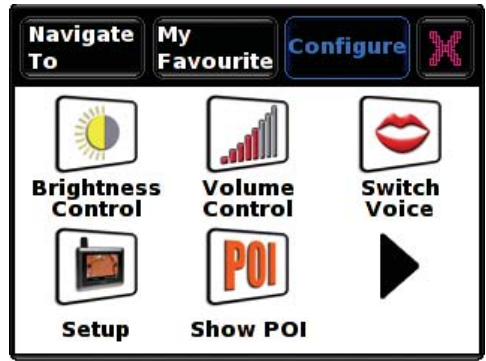 Navigate To
My Favourite
Configure
X
Brightness Control
Volume Control
Switch Voice
POI
Setup
Show POI